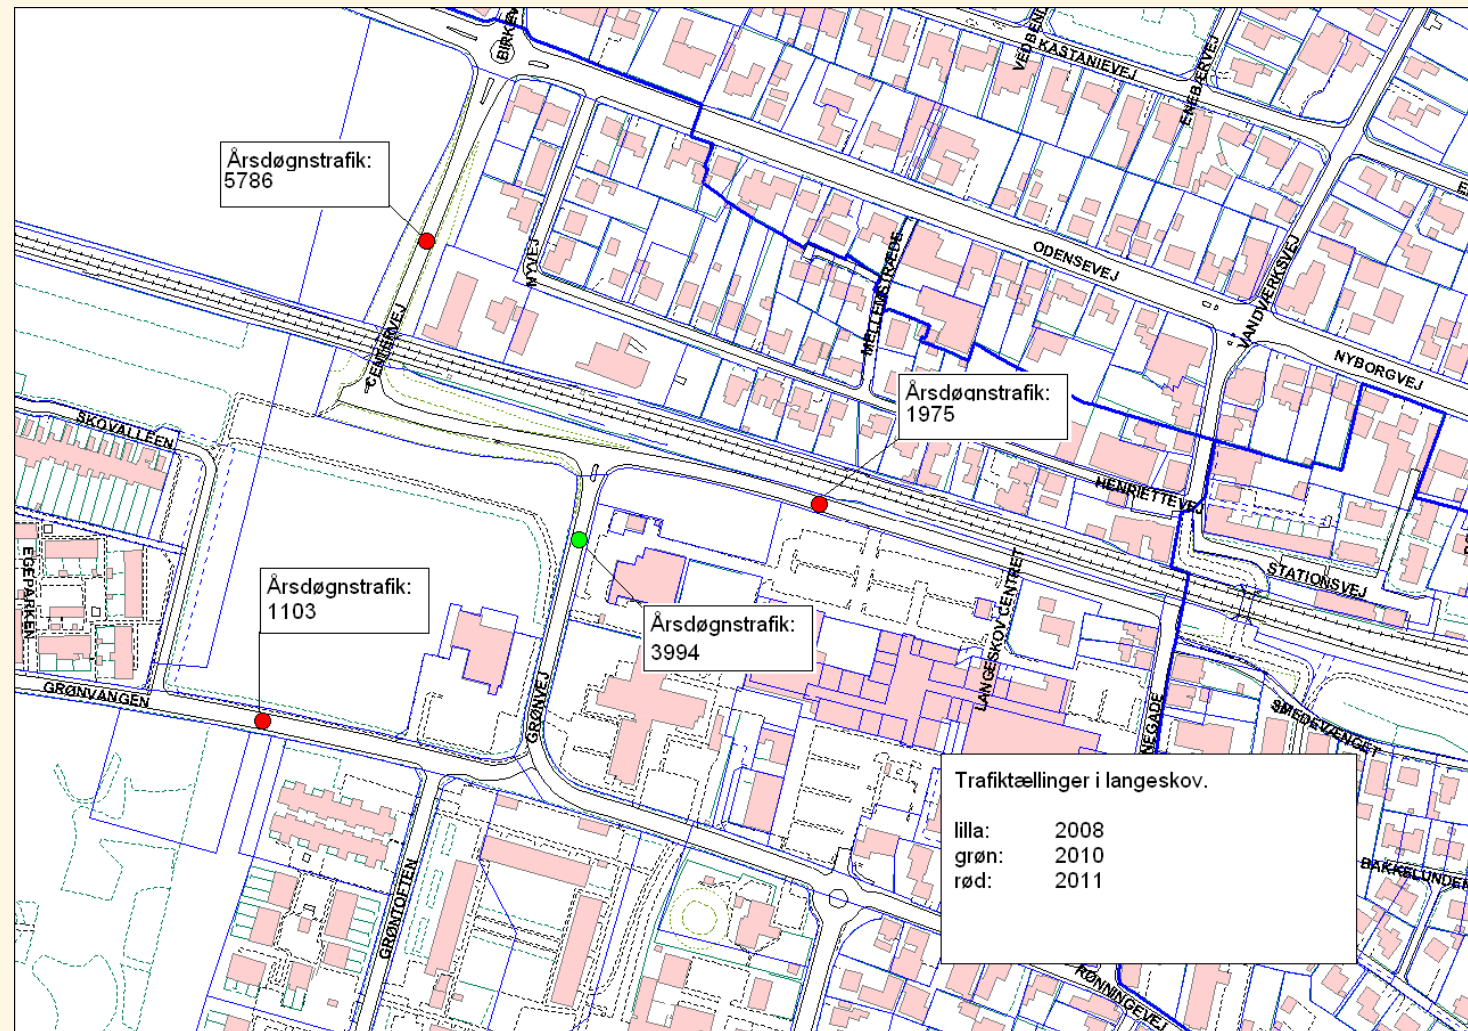 BIRKEV
VEDBEND
KASTANIEVEJ
ENEBÆRVEJ
Årsdøgnstrafik:
5786
NYVEJ
MELLEMSTRÆDE
ODENSEVEJ
VANDVÆRKSVEJ
NYBORGVEJ
CENTERVEJ
Årsdøgnstrafik:
1975
SKOVALLEEN
HENRIETTEVEJ
STATIONSVEJ
EGEPARKEN
Årsdøgnstrafik:
1103
Årsdøgnstrafik:
3994
LANGESKOV CENTRET
GRØNVANGEN
GRØNVEJ
NEGADE
SMEDEVÆNGET
Trafiktællinger i langeskov.
lilla: 2008
grøn: 2010
rød: 2011
BAKKELUNDEN
GRØNTOFTEN
RØNNINGEVEJ